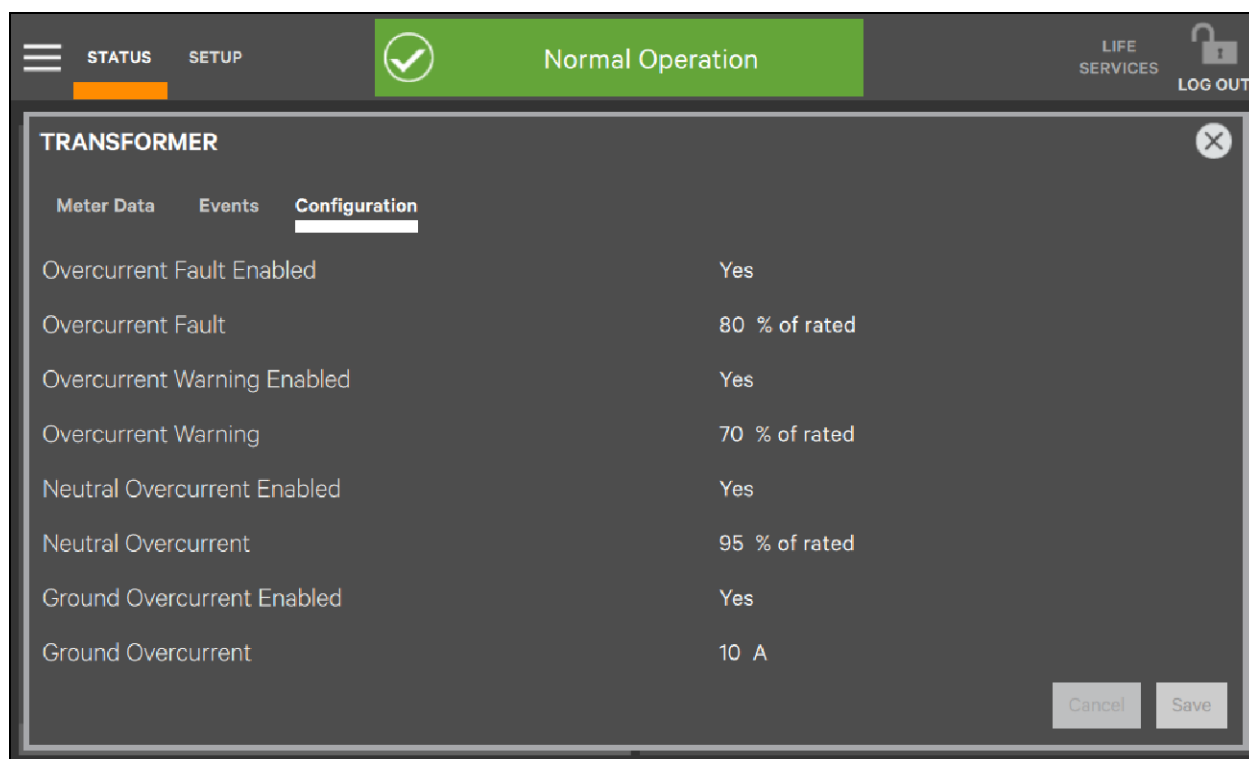 STATUS SETUP Normal Operation LIFE
SERVICES
LOG OUT
TRANSFORMER
Meter Data Events Configuration
Overcurrent Fault Enabled Yes
Overcurrent Fault 80 % of rated
Overcurrent Warning Enabled Yes
Overcurrent Warning 70 % of rated
Neutral Overcurrent Enabled Yes
Neutral Overcurrent 95 % of rated
Ground Overcurrent Enabled Yes
Ground Overcurrent 10 A
Cancel Save